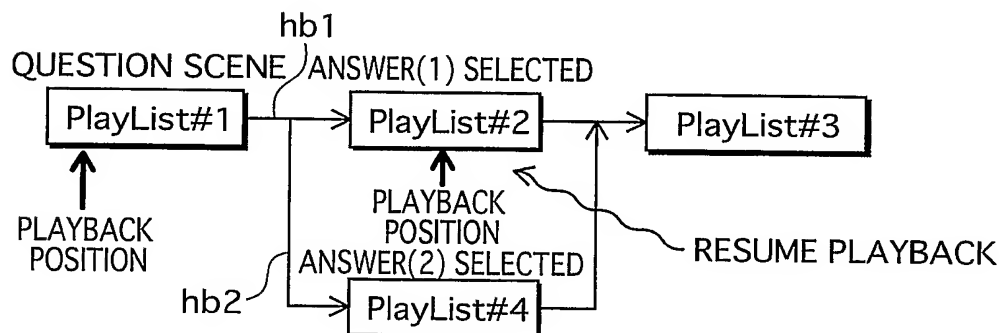 hb1
QUESTION SCENE
ANSWER(1) SELECTED
PlayList#1
PlayList#2
PlayList#3
PLAYBACK
POSITION
PLAYBACK
POSITION
RESUME PLAYBACK
ANSWER(2) SELECTED
hb2
PlayList#4